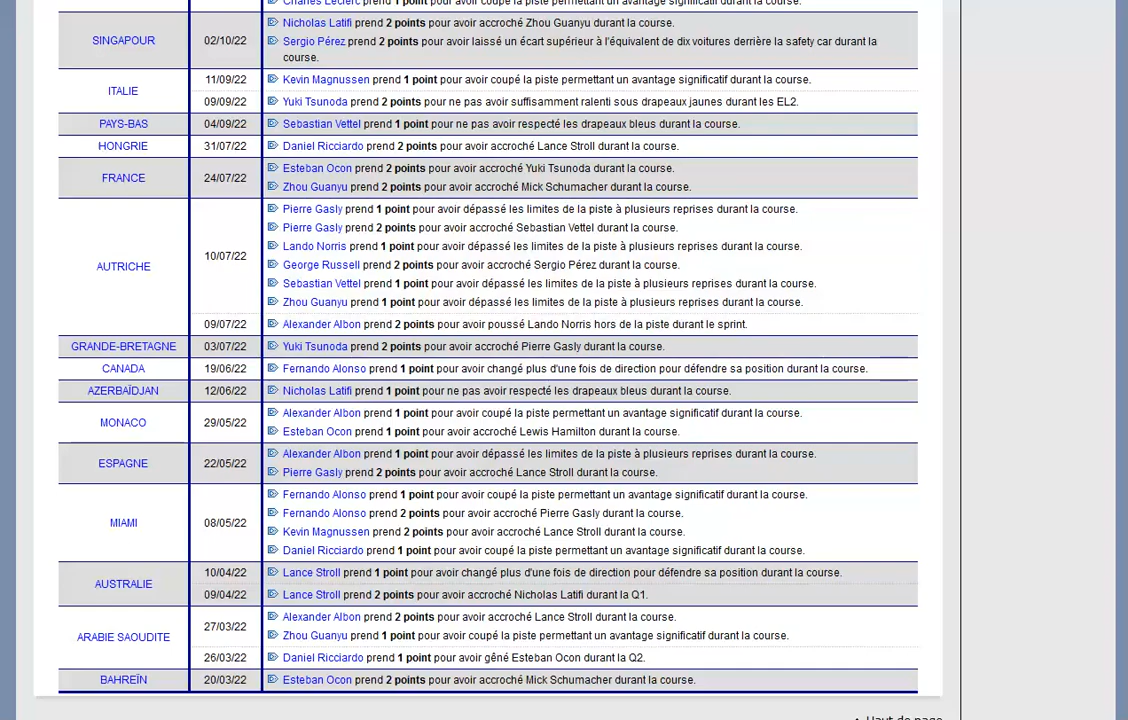 Charles Leclerc prend 1 point pour avoir coupé la piste permettant un avantage significatif durant la course.
SINGAPOUR 02/10/22 Nicholas Latifi prend 2 points pour avoir accroché Zhou Guanyu durant la course.
Sergio Pérez prend 2 points pour avoir laissé un écart supérieur à l'équivalent de dix voitures derrière la safety car durant la
course.
ITALIE 11/09/22 Kevin Magnussen prend 1 point pour avoir coupé la piste permettant un avantage significatif durant la course.
09/09/22 Yuki Tsunoda prend 2 points pour ne pas avoir suffisamment ralenti sous drapeaux jaunes durant les EL2.
PAYS-BAS 04/09/22 Sebastian Vettel prend 1 point pour ne pas avoir respecté les drapeaux bleus durant la course.
HONGRIE 31/07/22 Daniel Ricciardo prend 2 points pour avoir accroché Lance Stroll durant la course.
FRANCE 24/07/22 Esteban Ocon prend 2 points pour avoir accroché Yuki Tsunoda durant la course.
Zhou Guanyu prend 2 points pour avoir accroché Mick Schumacher durant la course.
AUTRICHE 10/07/22 Pierre Gasly prend 1 point pour avoir dépassé les limites de la piste à plusieurs reprises durant la course.
Pierre Gasly prend 2 points pour avoir accroché Sebastian Vettel durant la course.
Lando Norris prend 1 point pour avoir dépassé les limites de la piste à plusieurs reprises durant la course.
George Russell prend 2 points pour avoir accroché Sergio Pérez durant la course.
Sebastian Vettel prend 1 point pour avoir dépassé les limites de la piste à plusieurs reprises durant la course.
Zhou Guanyu prend 1 point pour avoir dépassé les limites de la piste à plusieurs reprises durant la course.
09/07/22 Alexander Albon prend 2 points pour avoir poussé Lando Norris hors de la piste durant le sprint.
GRANDE-BRETAGNE 03/07/22 Yuki Tsunoda prend 2 points pour avoir accroché Pierre Gasly durant la course.
CANADA 19/06/22 Fernando Alonso prend 1 point pour avoir changé plus d'une fois de direction pour défendre sa position durant la course.
AZERBAÏDJAN 12/06/22 Nicholas Latifi prend 1 point pour ne pas avoir respecté les drapeaux bleus durant la course.
MONACO 29/05/22 Alexander Albon prend 1 point pour avoir coupé la piste permettant un avantage significatif durant la course.
Esteban Ocon prend 1 point pour avoir accroché Lewis Hamilton durant la course.
ESPAGNE 22/05/22 Alexander Albon prend 1 point pour avoir dépassé les limites de la piste à plusieurs reprises durant la course.
Pierre Gasly prend 2 points pour avoir accroché Lance Stroll durant la course.
MIAMI 08/05/22 Fernando Alonso prend 1 point pour avoir coupé la piste permettant un avantage significatif durant la course.
Fernando Alonso prend 2 points pour avoir accroché Pierre Gasly durant la course.
Kevin Magnussen prend 2 points pour avoir accroché Lance Stroll durant la course.
Daniel Ricciardo prend 1 point pour avoir coupé la piste permettant un avantage significatif durant la course.
AUSTRALIE 10/04/22 Lance Stroll prend 1 point pour avoir changé plus d'une fois de direction pour défendre sa position durant la course.
09/04/22 Lance Stroll prend 2 points pour avoir accroché Nicholas Latifi durant la Q1.
ARABIE SAOUDITE 27/03/22 Alexander Albon prend 2 points pour avoir accroché Lance Stroll durant la course.
Zhou Guanyu prend 1 point pour avoir coupé la piste permettant un avantage significatif durant la course.
26/03/22 Daniel Ricciardo prend 1 point pour avoir gêné Esteban Ocon durant la Q2.
BAHREÏN 20/03/22 Esteban Ocon prend 2 points pour avoir accroché Mick Schumacher durant la course.
• Haut de page